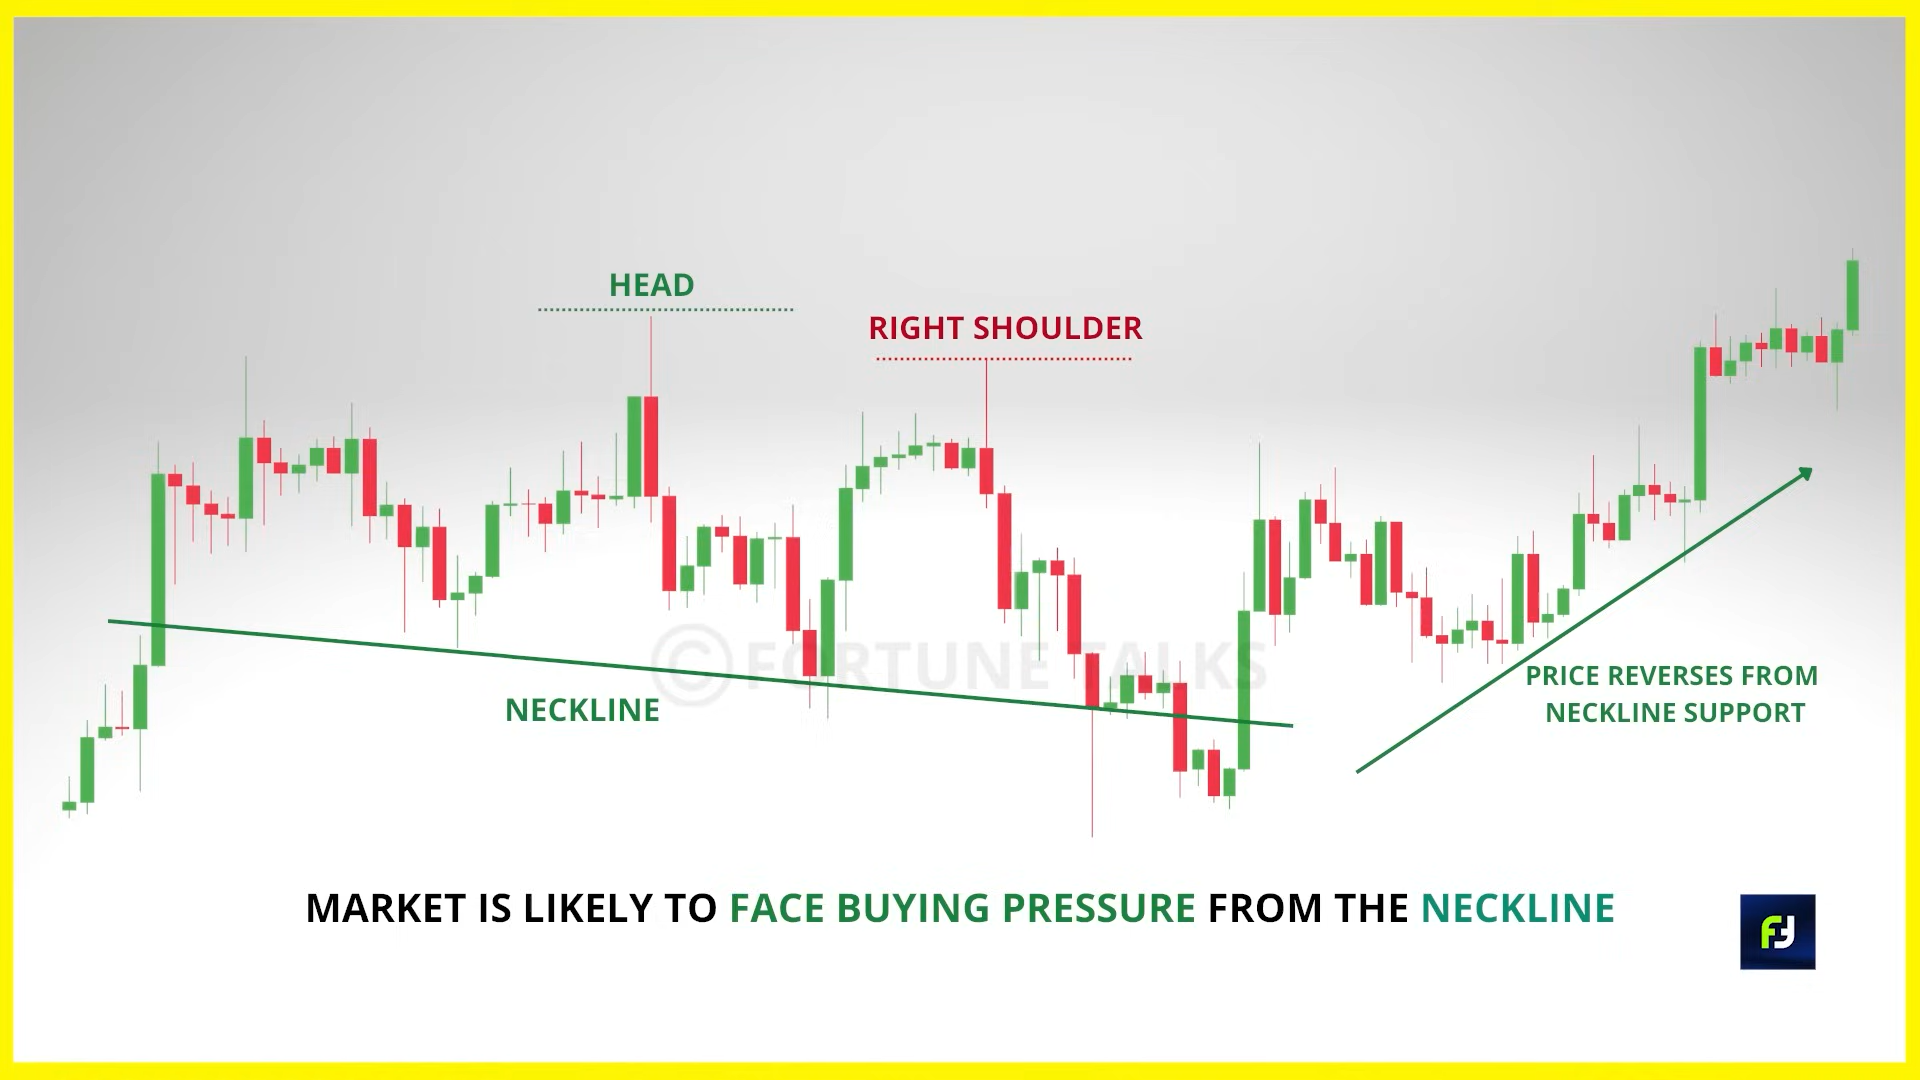 HEAD
RIGHT SHOULDER
© FORTUNE TALKS
NECKLINE
PRICE REVERSES FROM
NECKLINE SUPPORT
MARKET IS LIKELY TO FACE BUYING PRESSURE FROM THE NECKLINE